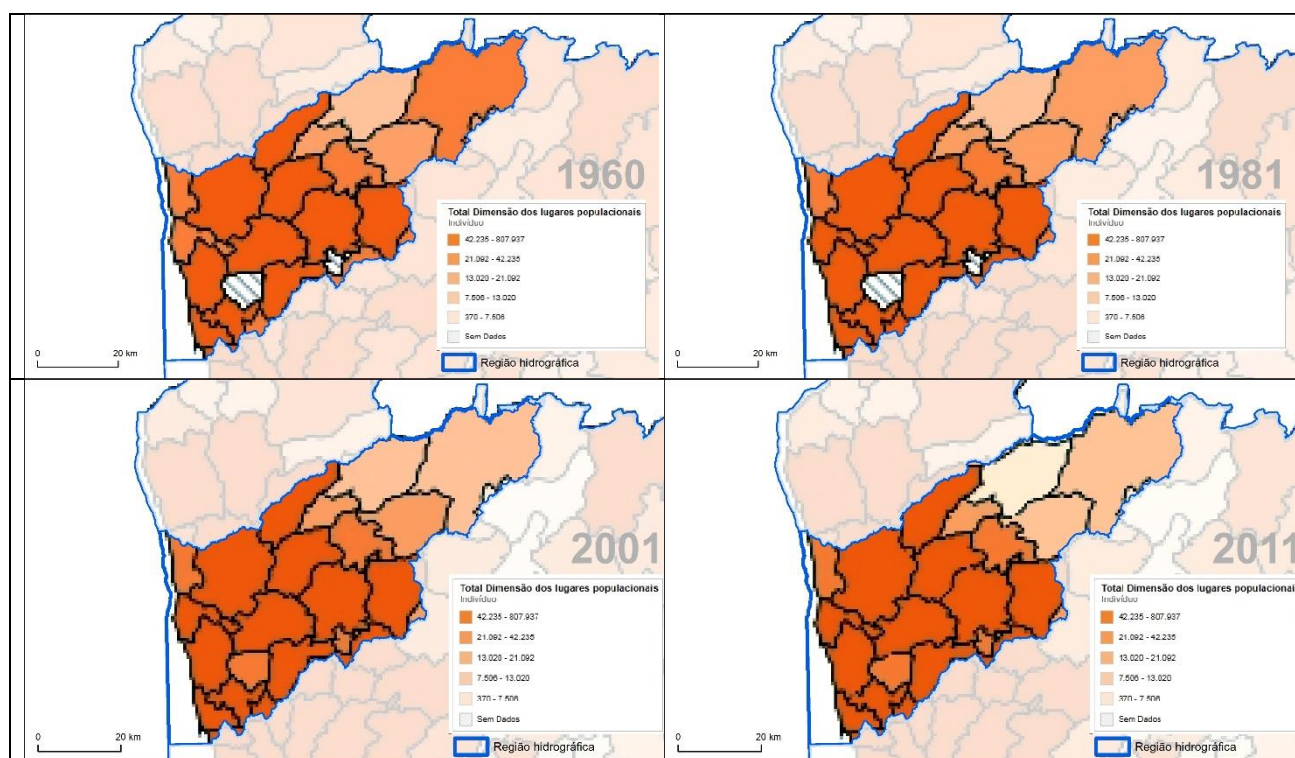 1960
Total Dimensão dos lugares populacionais
Indivíduo
42.235 - 807.937
21.092 - 42.235
13.020 - 21.092
7.506 - 13.020
370 - 7.506
Sem Dados
0 20 km
Região hidrográfica
1981
Total Dimensão dos lugares populacionais
Indivíduo
42.235 - 807.937
21.092 - 42.235
13.020 - 21.092
7.506 - 13.020
370 - 7.506
Sem Dados
0 20 km
Região hidrográfica
2001
Total Dimensão dos lugares populacionais
Indivíduo
42.235 - 807.937
21.092 - 42.235
13.020 - 21.092
7.506 - 13.020
370 - 7.506
Sem Dados
0 20 km
Região hidrográfica
2011
Total Dimensão dos lugares populacionais
Indivíduo
42.235 - 807.937
21.092 - 42.235
13.020 - 21.092
7.506 - 13.020
370 - 7.506
Sem Dados
0 20 km
Região hidrográfica